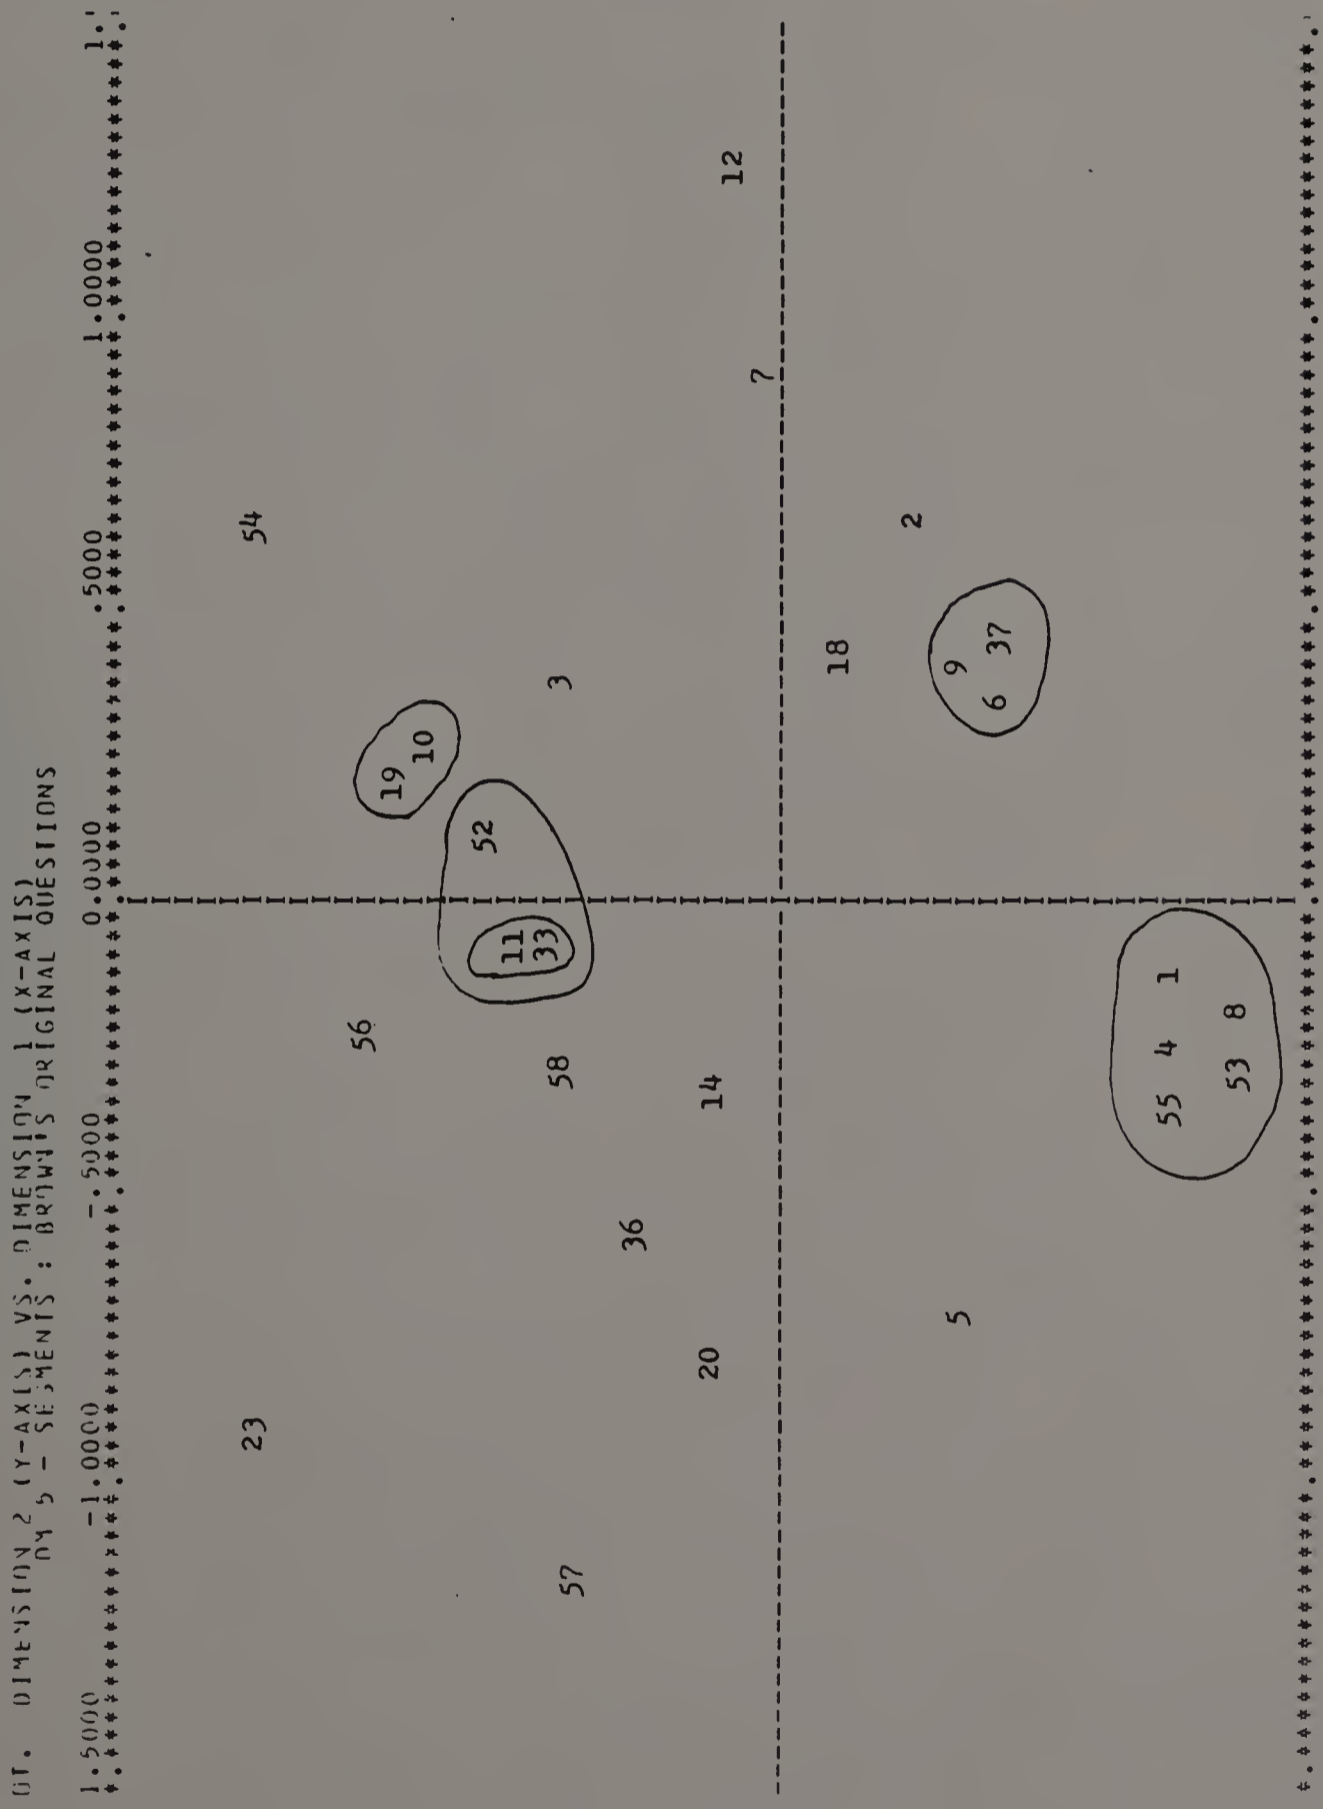 DIMENSION 2 (Y-AXIS) VS. DIMENSION 1 (X-AXIS)
- SEGMENTS : BROWN'S ORIGINAL QUESTIONS
1.5000 -1.0000 -.5000 0.0000 .5000 1.0000
23 54
56 19
10
52
11
57 58 33 3
36
20 14 12
7
18
5 9 2
6 37
55 4 1
53 8